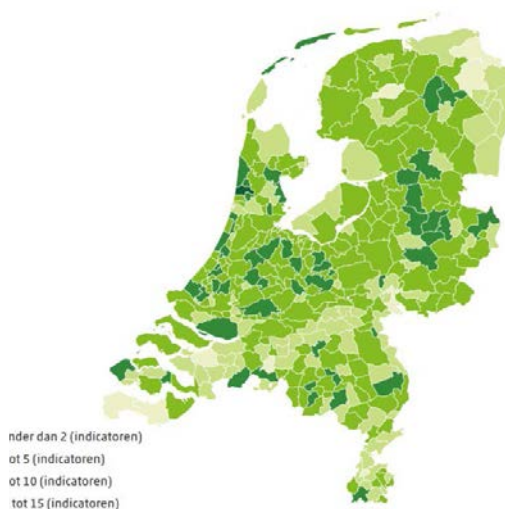 nder dan 2 (indicatoren)
ot 5 (indicatoren)
ot 10 (indicatoren)
tot 15 (indicatoren)